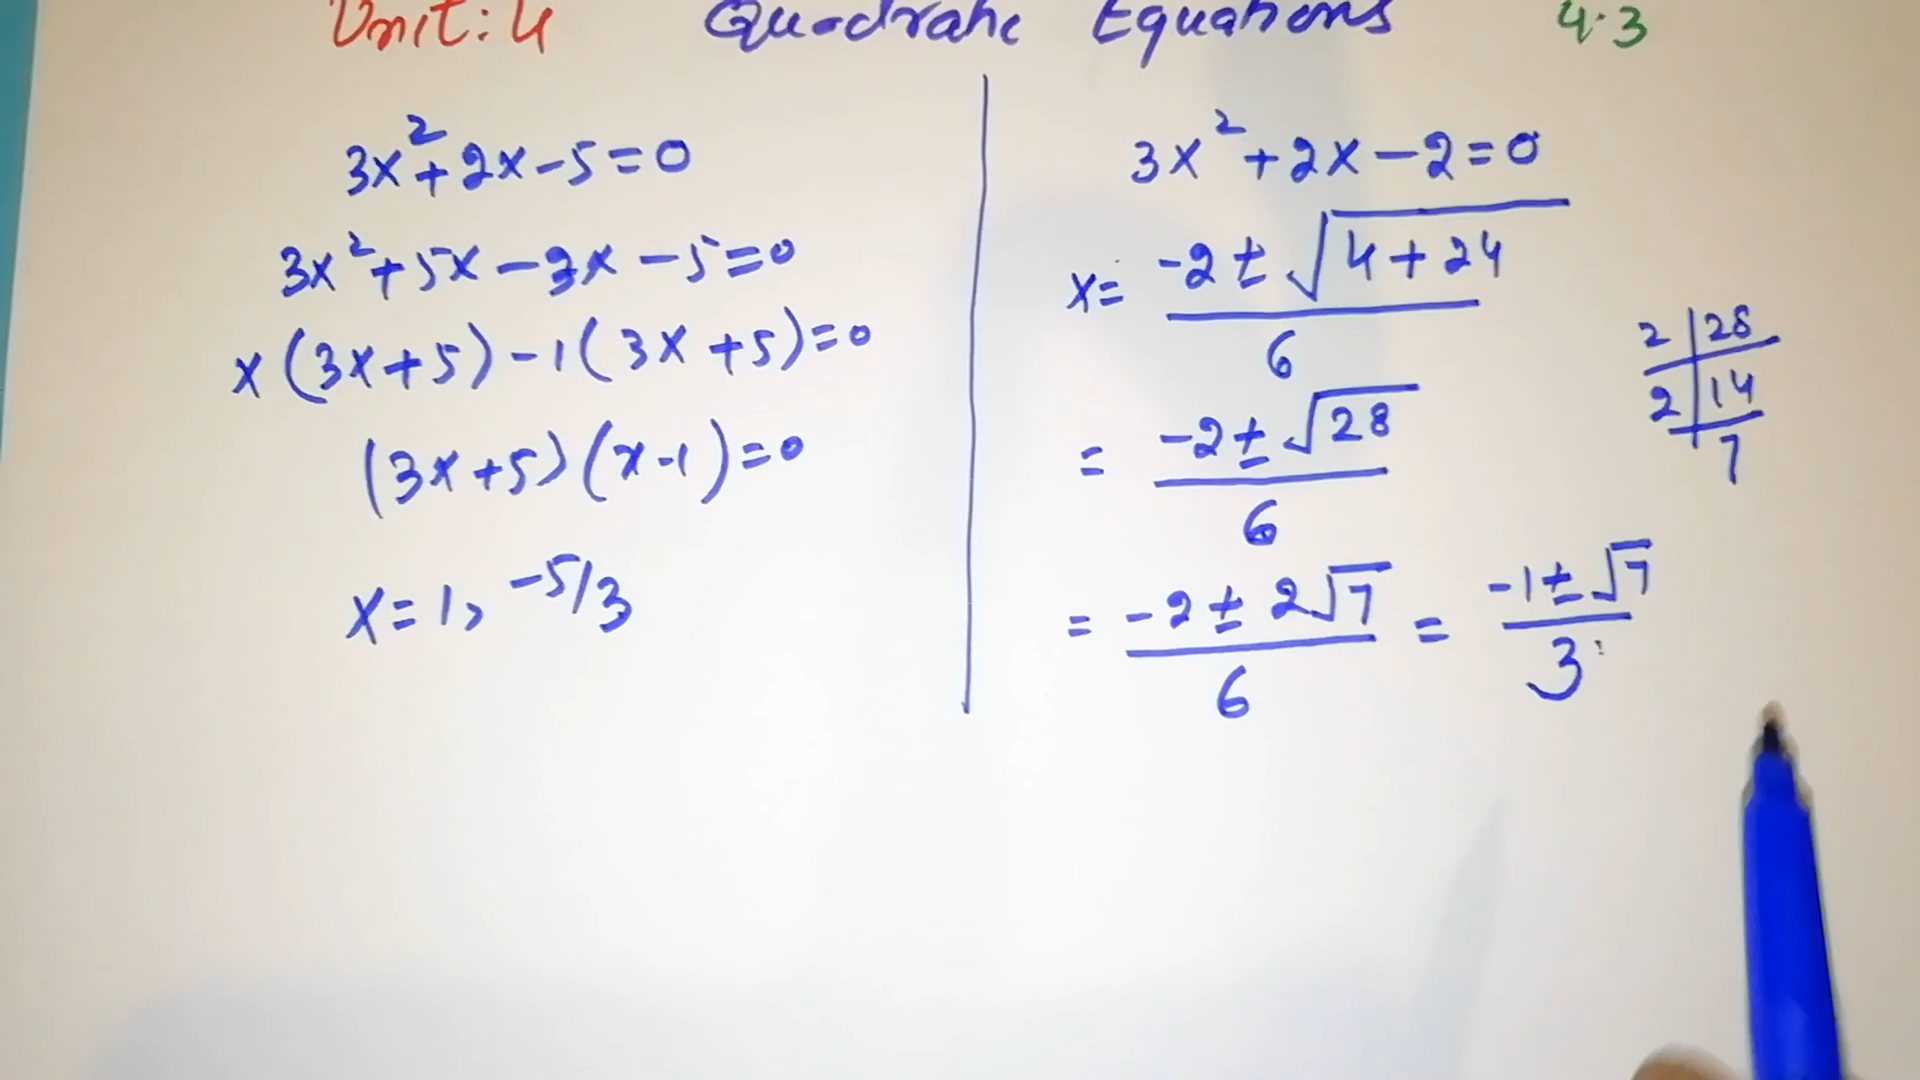 Unit: 4 Quadratic Equations 4.3
3x²+2x-5=0
3x²+5x-3x-5=0
x(3x+5)-1(3x+5)=0
(3x+5)(x-1)=0
x=1, -5/3
3x²+2x-2=0
x= -2±√4+24
6
= -2±√28
6
= -2±2√7 = -1±√7
6 3
2 28
2 14
7